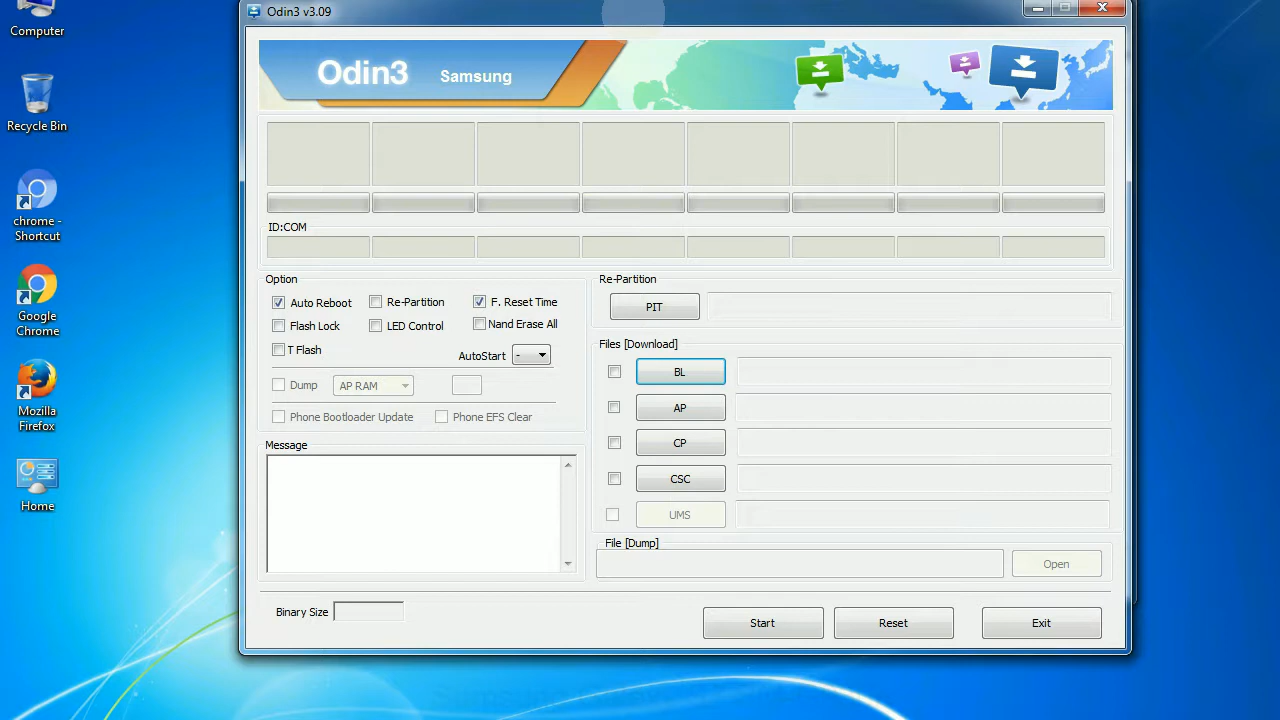 Computer
Recycle Bin
chrome -
Shortcut
Google
Chrome
Mozilla
Firefox
Home
Odin3 v3.09
Odin3 Samsung
ID:COM
Option
Auto Reboot Re-Partition F. Reset Time
Flash Lock LED Control Nand Erase All
T Flash AutoStart -
Dump AP RAM
Phone Bootloader Update Phone EFS Clear
Message
Re-Partition
PIT
Files [Download]
BL
AP
CP
CSC
UMS
File [Dump]
Open
Binary Size
Start Reset Exit